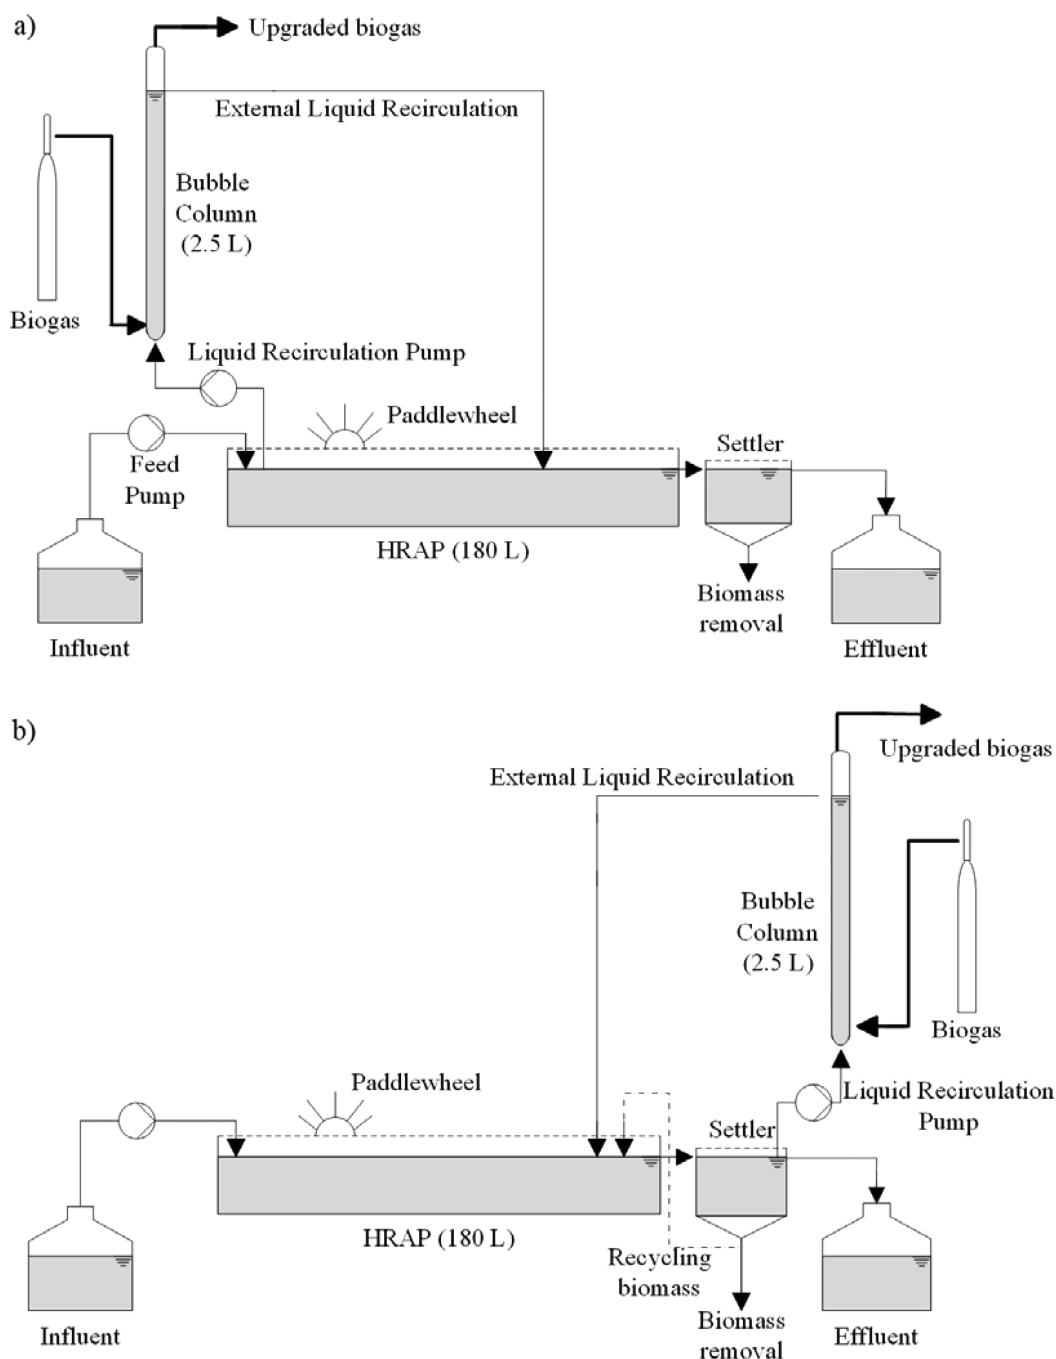 a)
Upgraded biogas
External Liquid Recirculation
Bubble
Column
(2.5 L)
Biogas
Liquid Recirculation Pump
Paddlewheel
Feed
Pump
Settler
HRAP (180 L)
Biomass
removal
Influent
Effluent
b)
Upgraded biogas
External Liquid Recirculation
Bubble
Column
(2.5 L)
Biogas
Paddlewheel
Liquid Recirculation
Pump
Settler
HRAP (180 L)
Recycling
biomass
Biomass
removal
Influent
Effluent